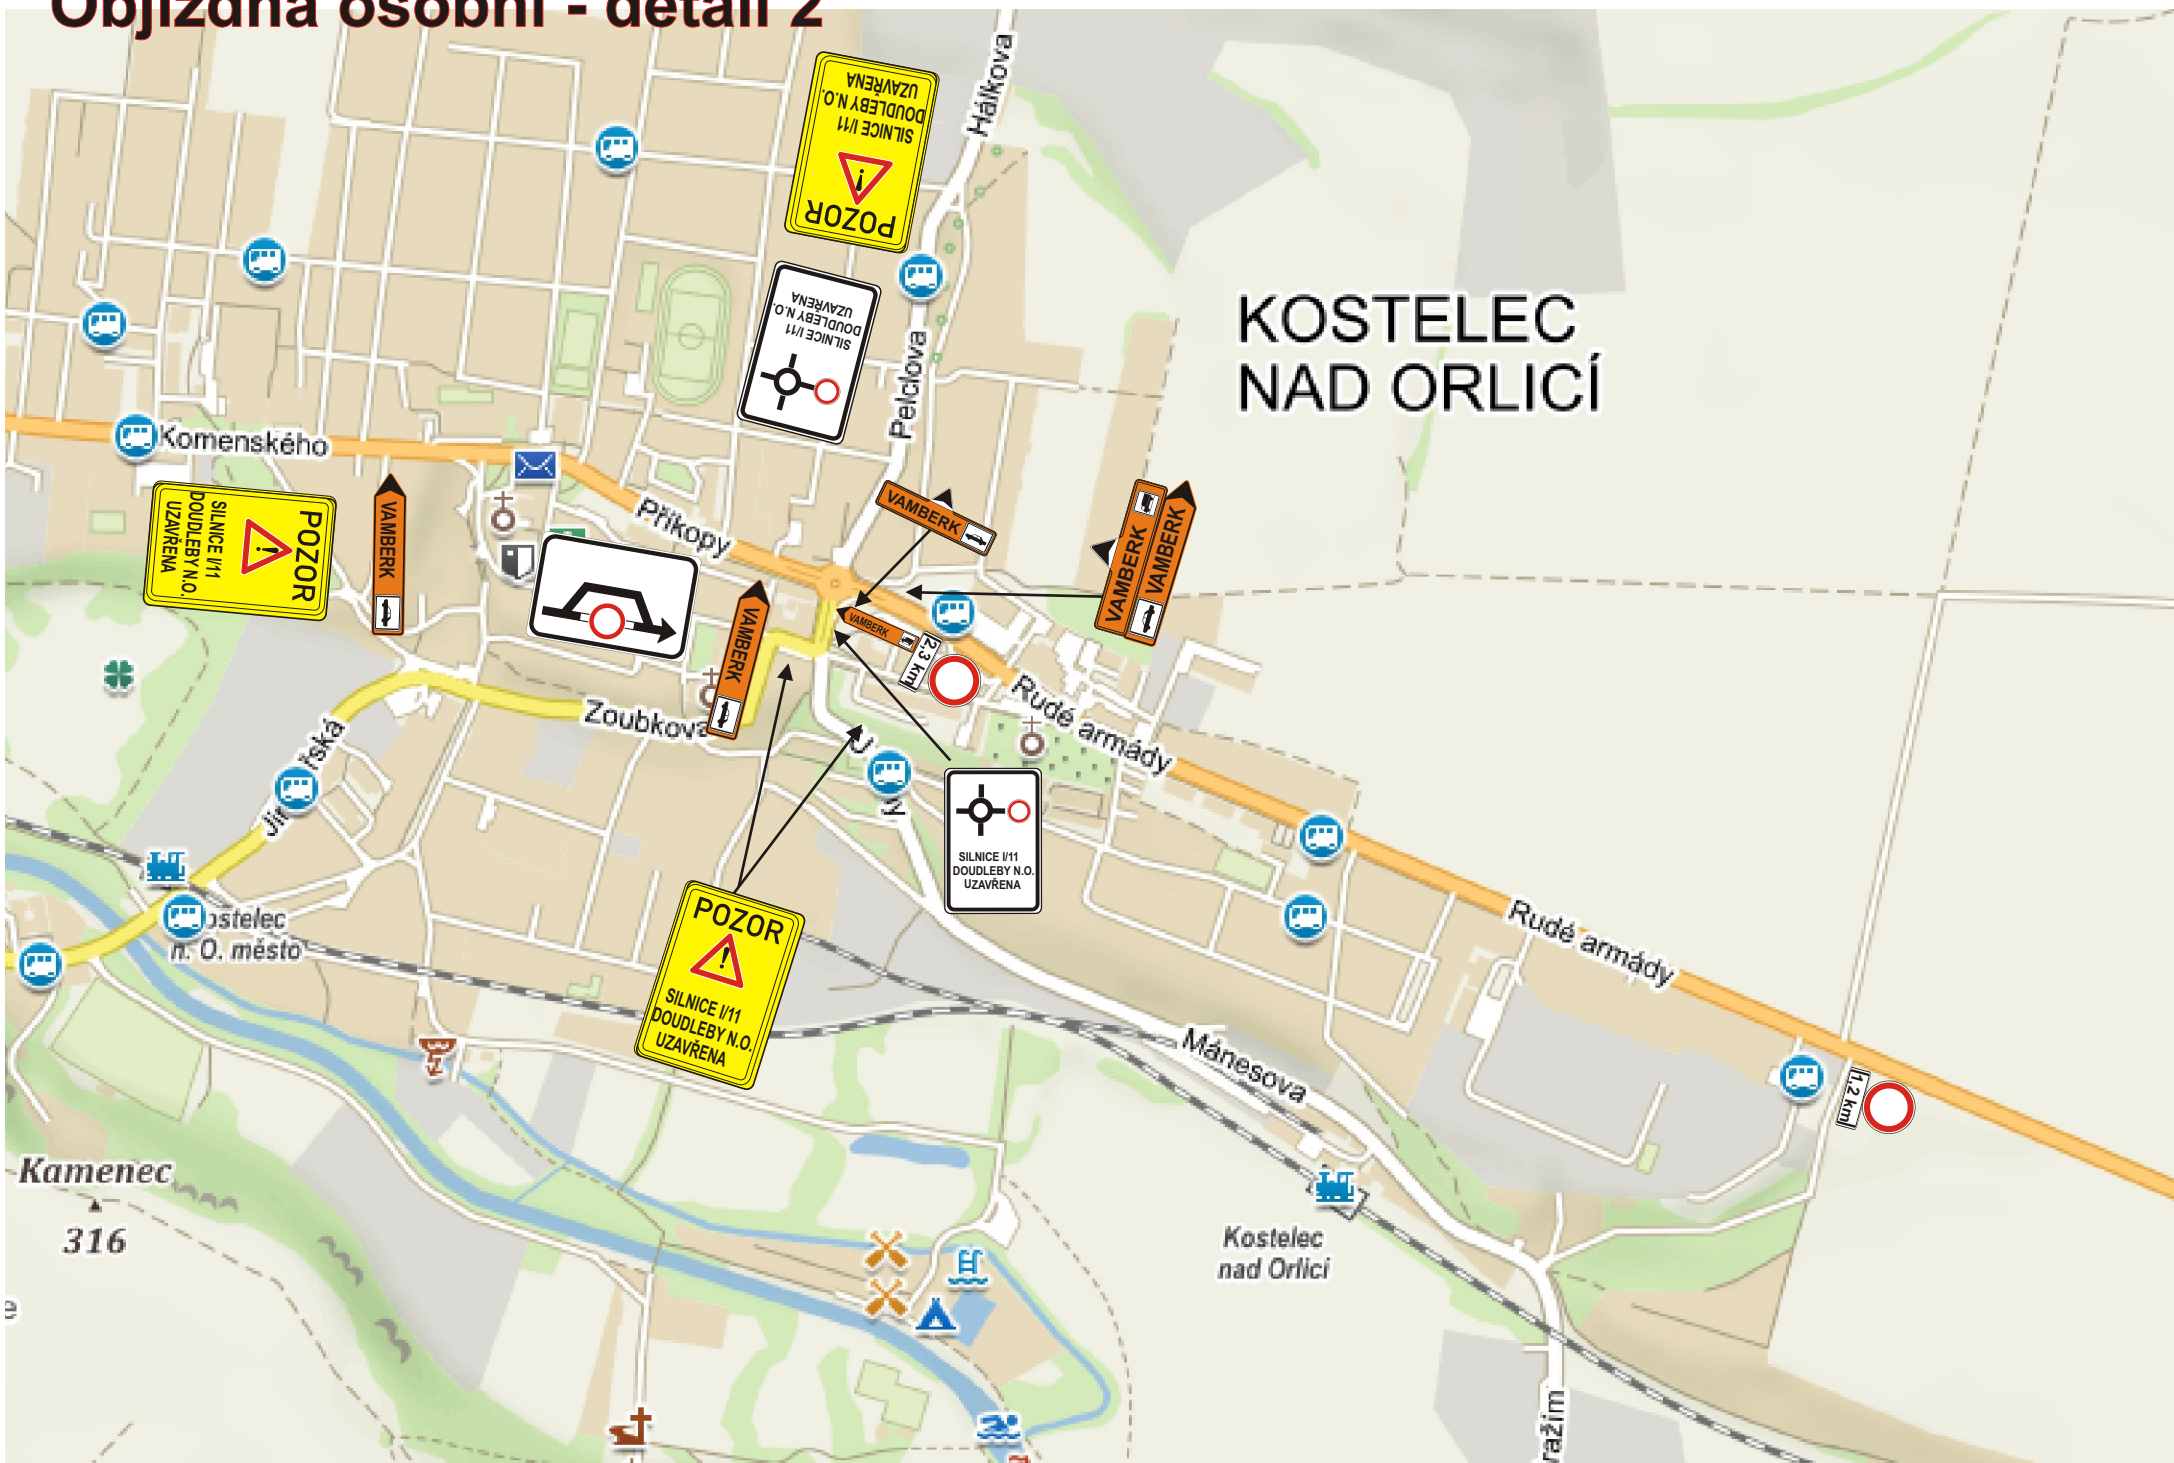 Objízdná osobní - detail 2
Hálkova
POZOR
SILNICE I/11
DOUDLEBY N.O.
UZAVŘENA
SILNICE I/11
DOUDLEBY N.O.
UZAVŘENA
Pelclova
KOSTELEC
NAD ORLICÍ
Komenského
POZOR
SILNICE I/11
DOUDLEBY N.O.
UZAVŘENA
VAMBERK
Příkopy
VAMBERK
VAMBERK
VAMBERK
VAMBERK
VAMBERK
2,3 km
Zoubkova
Rudé armády
SILNICE I/11
DOUDLEBY N.O.
UZAVŘENA
POZOR
SILNICE I/11
DOUDLEBY N.O.
UZAVŘENA
Rudé armády
ostelec
n. O. město
Mánesova
1,2 km
Kamenec
316
Kostelec
nad Orlicí
ražím